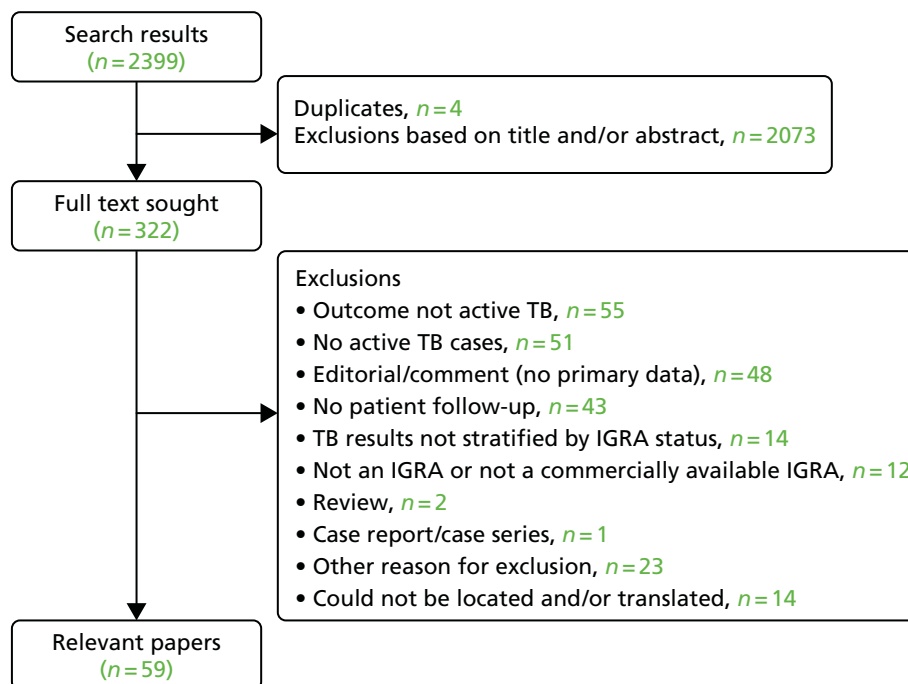 Search results
(n=2399)
Duplicates, n=4
Exclusions based on title and/or abstract, n=2073
Full text sought
(n=322)
Exclusions
• Outcome not active TB, n=55
• No active TB cases, n=51
• Editorial/comment (no primary data), n=48
• No patient follow-up, n=43
• TB results not stratified by IGRA status, n=14
• Not an IGRA or not a commercially available IGRA, n=12
• Review, n=2
• Case report/case series, n=1
• Other reason for exclusion, n=23
• Could not be located and/or translated, n=14
Relevant papers
(n=59)